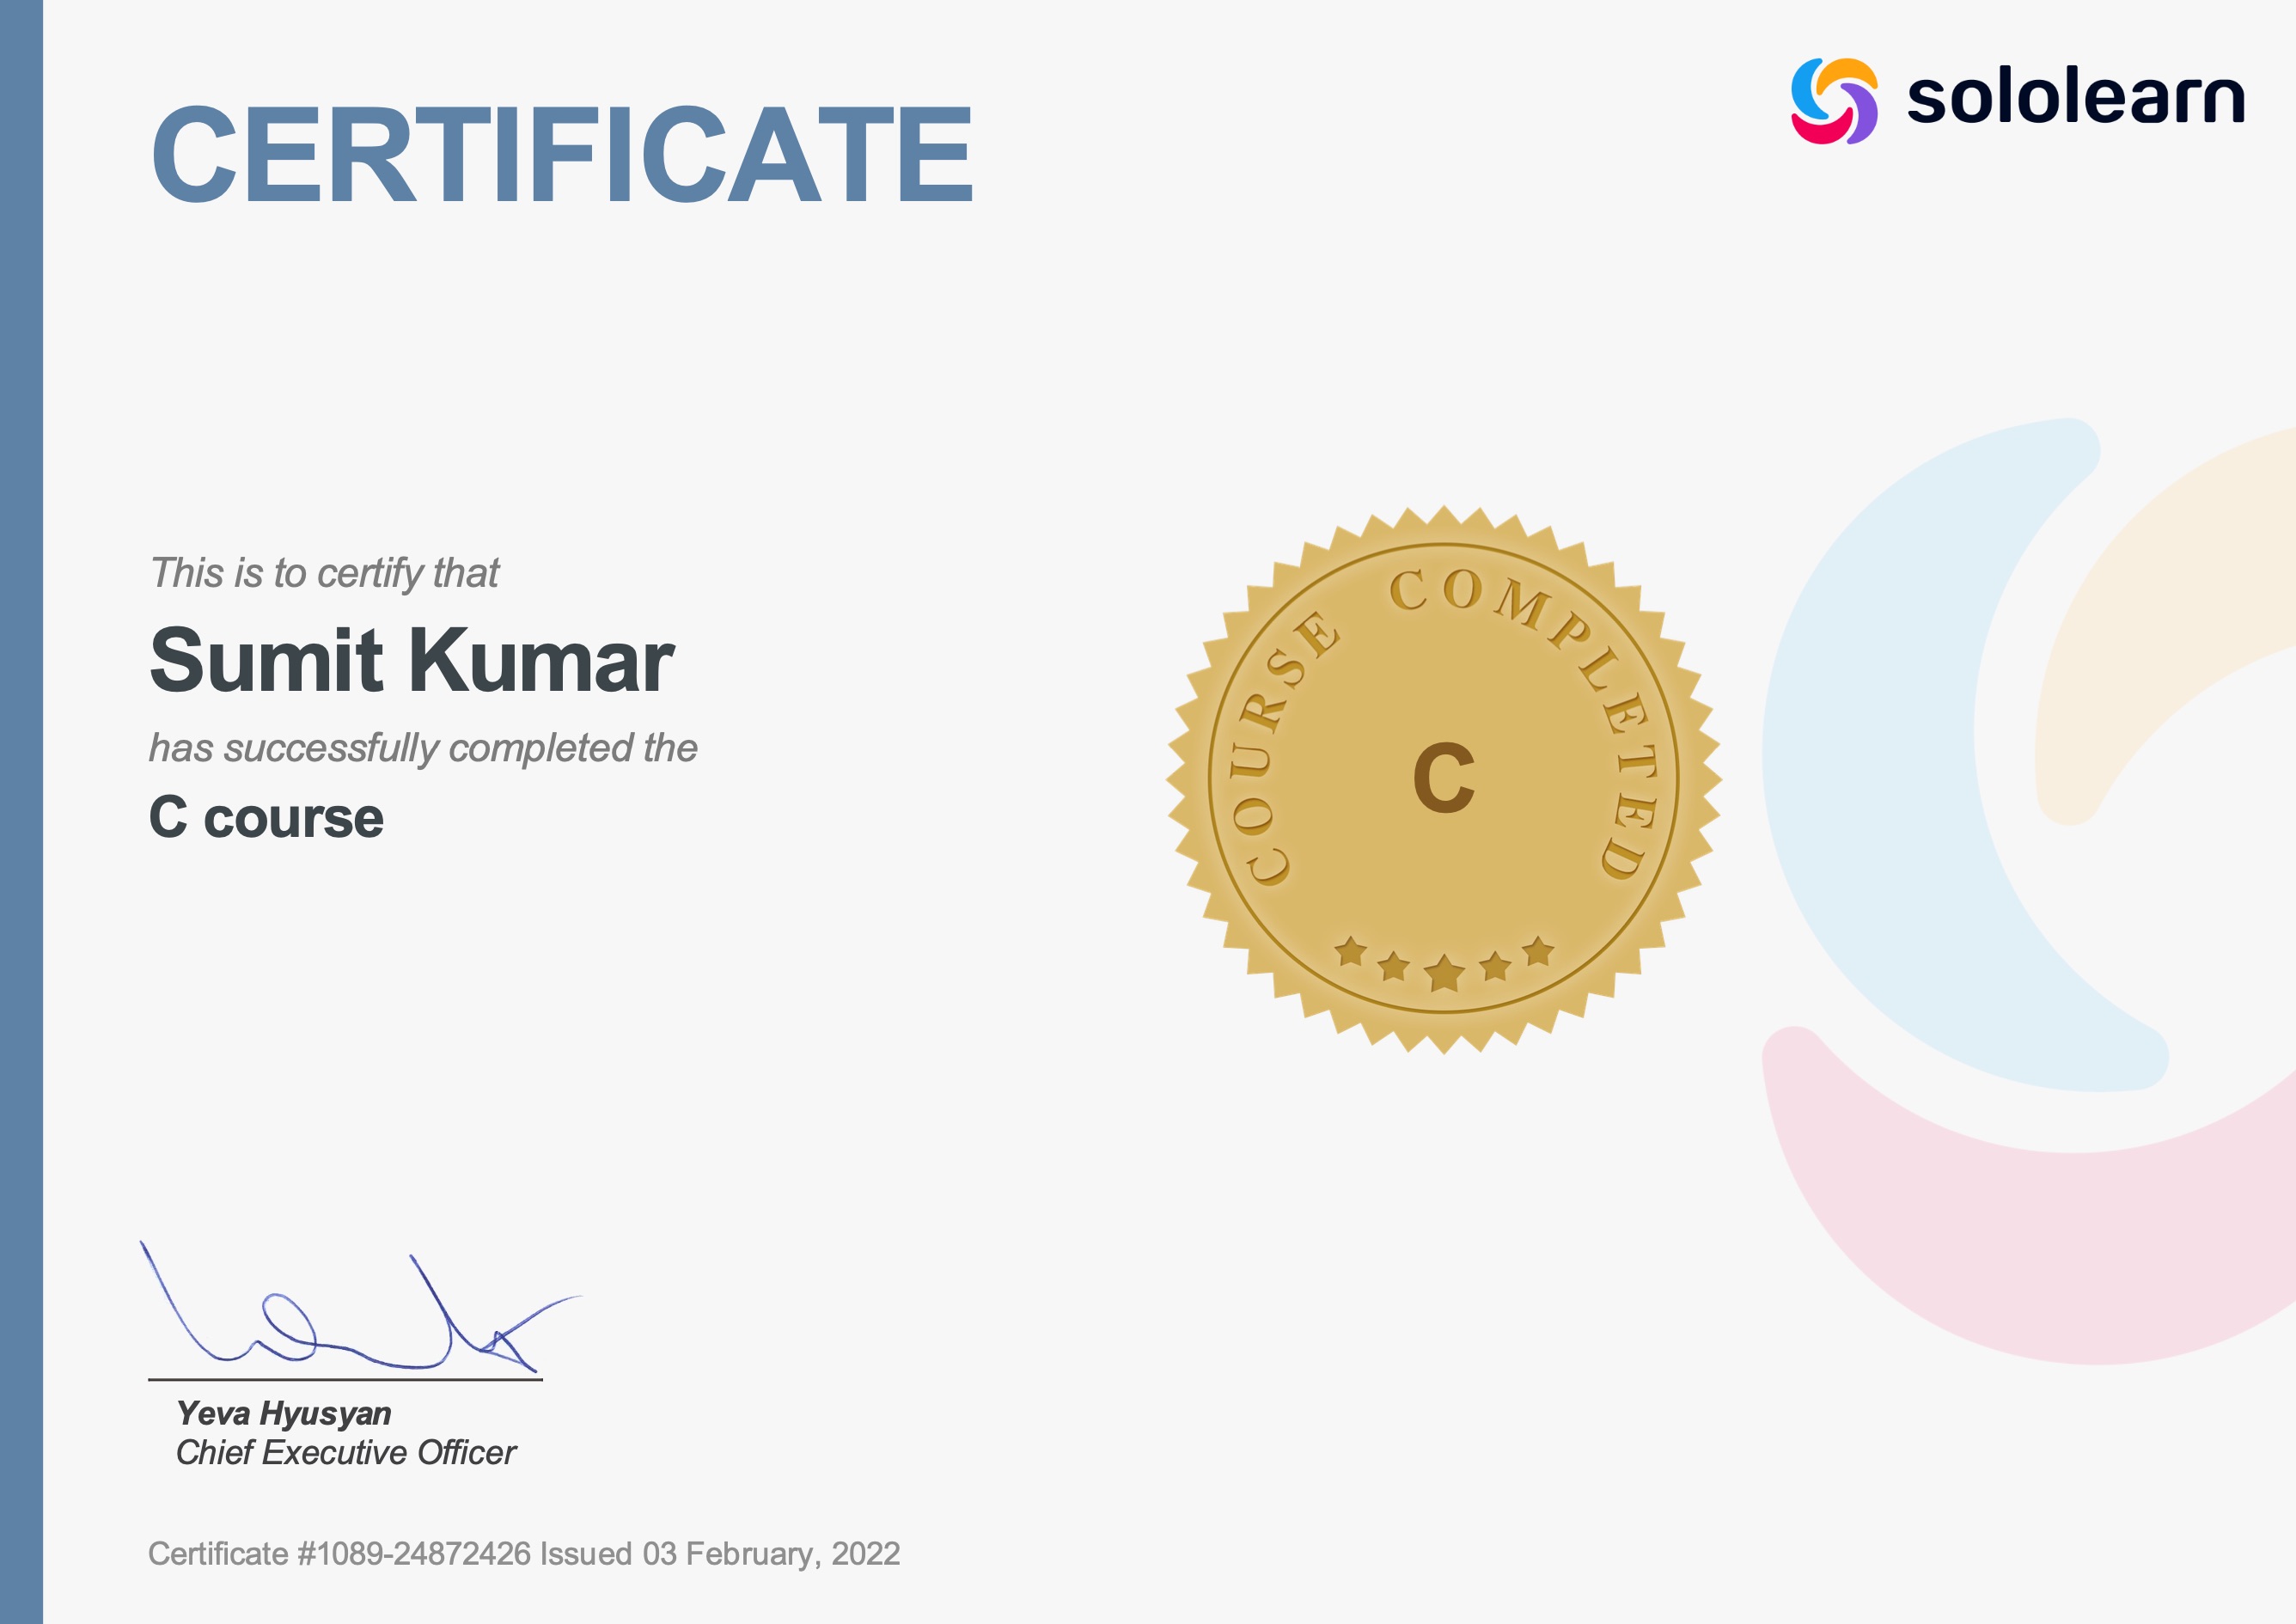 CERTIFICATE
sololearn
This is to certify that
Sumit Kumar
has successfully completed the
C course
COURSE COMPLETED
C
Yeva Hyusyan
Chief Executive Officer
Certificate #1089-24872426 Issued 03 February, 2022